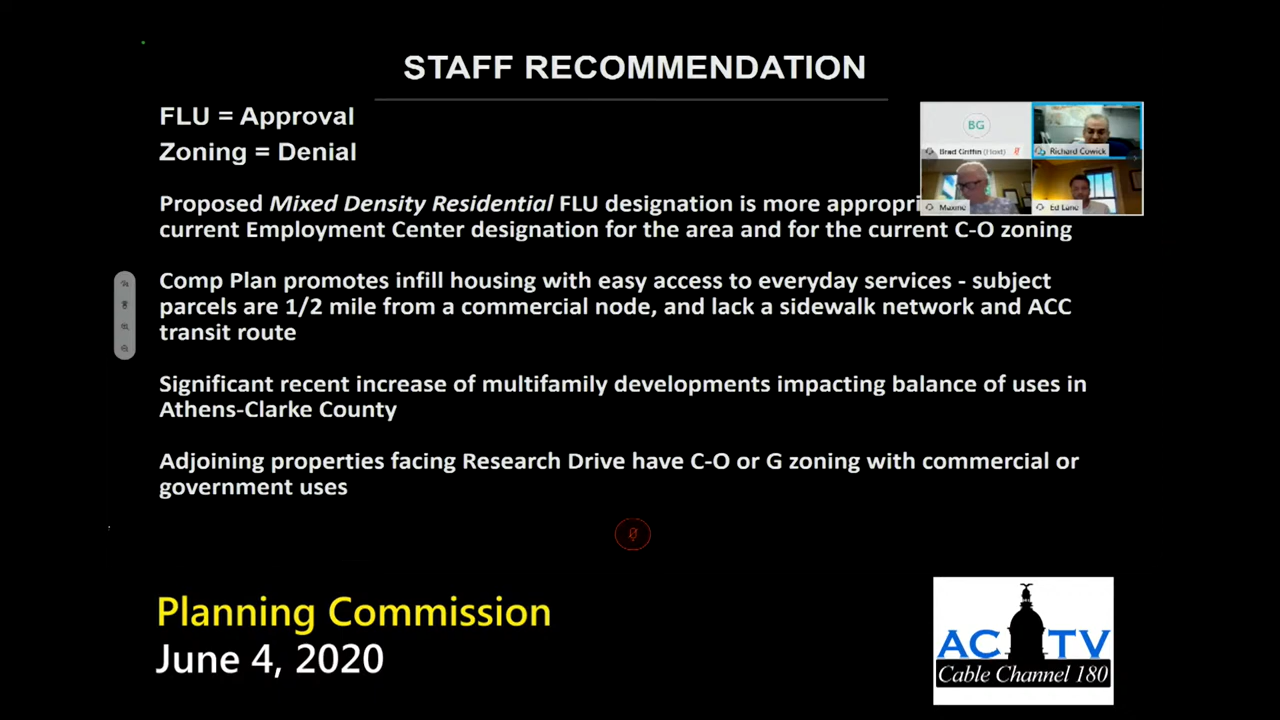 STAFF RECOMMENDATION
FLU = Approval
Zoning = Denial
BG
Brad Griffin (Host)
Richard Cowick
Maxine
Ed Lane
Proposed Mixed Density Residential FLU designation is more
current Employment Center designation for the area and for the current C-O zoning
Comp Plan promotes infill housing with easy access to everyday services - subject
parcels are 1/2 mile from a commercial node, and lack a sidewalk network and ACC
transit route
Significant recent increase of multifamily developments impacting balance of uses in
Athens-Clarke County
Adjoining properties facing Research Drive have C-O or G zoning with commercial or
government uses
Planning Commission
June 4, 2020
AC TV
Cable Channel 180